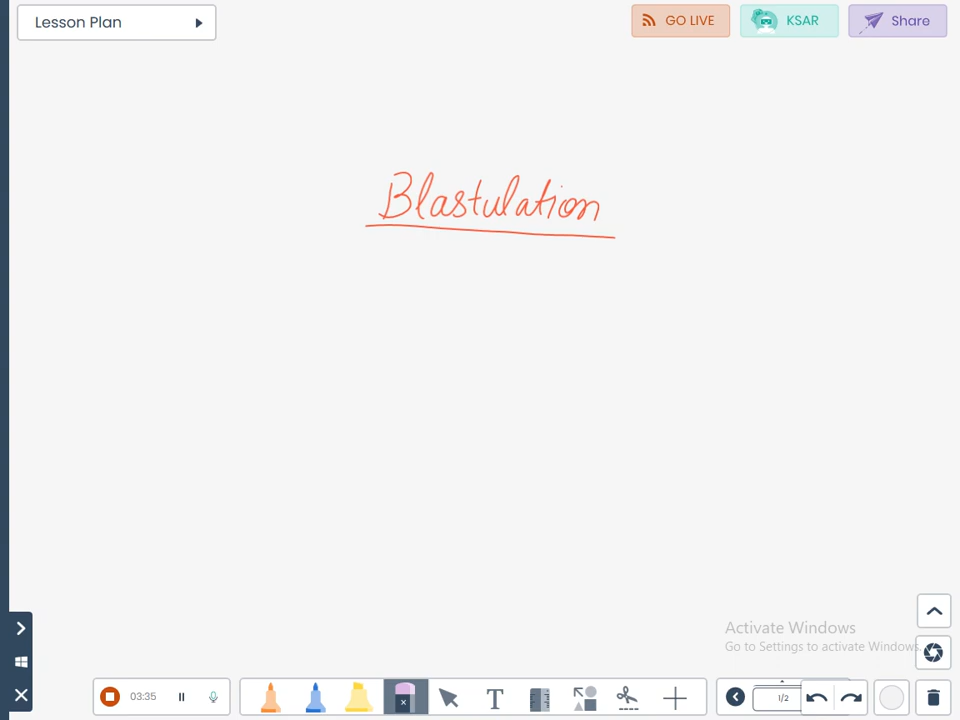 Lesson Plan
GO LIVE
KSAR
Share
Blastulation
Activate Windows
Go to Settings to activate Windows.
03:35
T
1/2